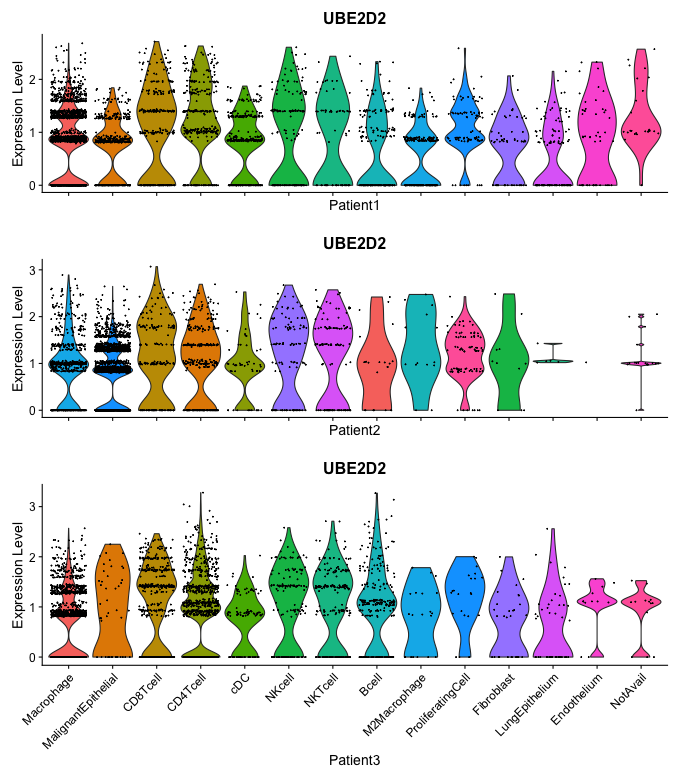 UBE2D2
Expression Level
2
1
0
Patient1
UBE2D2
Expression Level
3
2
1
0
Patient2
UBE2D2
Expression Level
3
2
1
0
Macrophage
MalignantEpithelial
CD8Tcell
CD4Tcell
cDC
NKcell
NKTcell
Bcell
M2Macrophage
ProliferatingCell
Fibroblast
LungEpithelium
Endothelium
NotAvail
Patient3